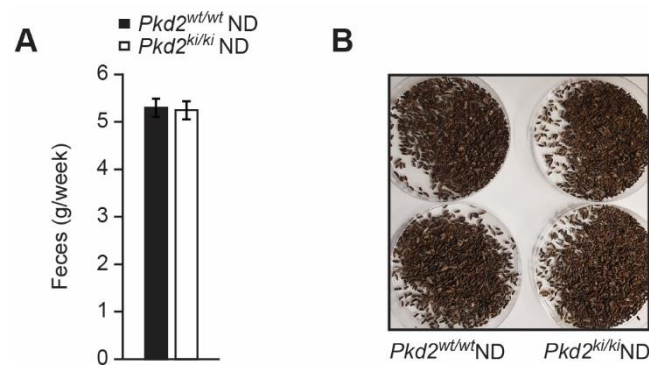 A
Pkd2wt/wt ND
Pkd2ki/ki ND
Feces (g/week)
6
5
4
3
2
1
0
B
Pkd2wt/wtND
Pkd2ki/kiND